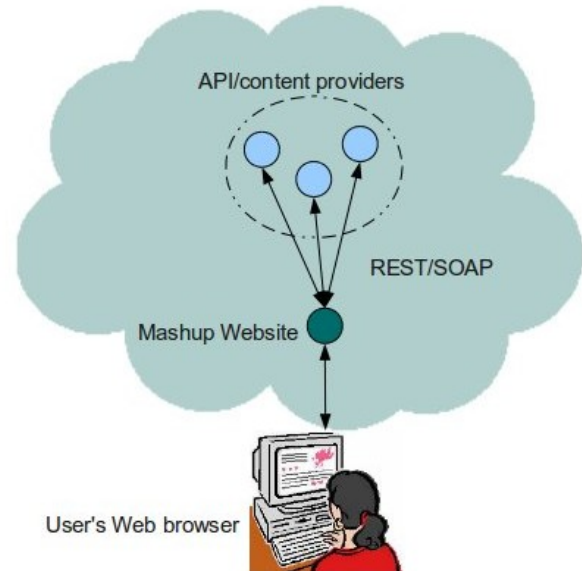 API/content providers
REST/SOAP
Mashup Website
User's Web browser